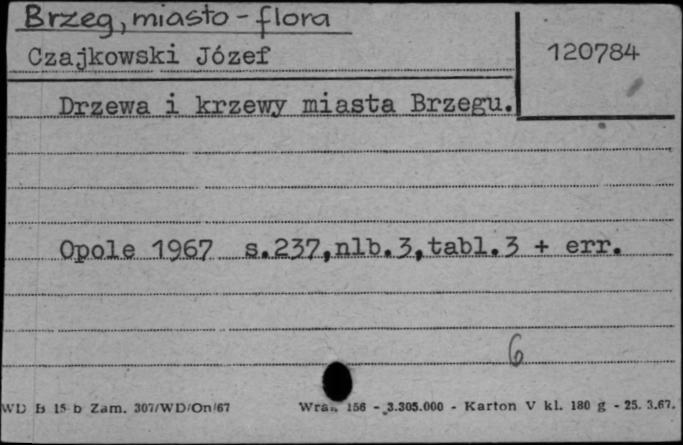 Brzeg, miasto - flora
Czajkowski Józef
120784
Drzewa i krzewy miasta Brzegu.
Opole 1967 s.237,nlb.3,tabl.3 + err.
6
WD B 15 b Zam. 307/WD/On/67 156 - 3.305.000 - Karton V kl. 180 g - 25. 3.67.